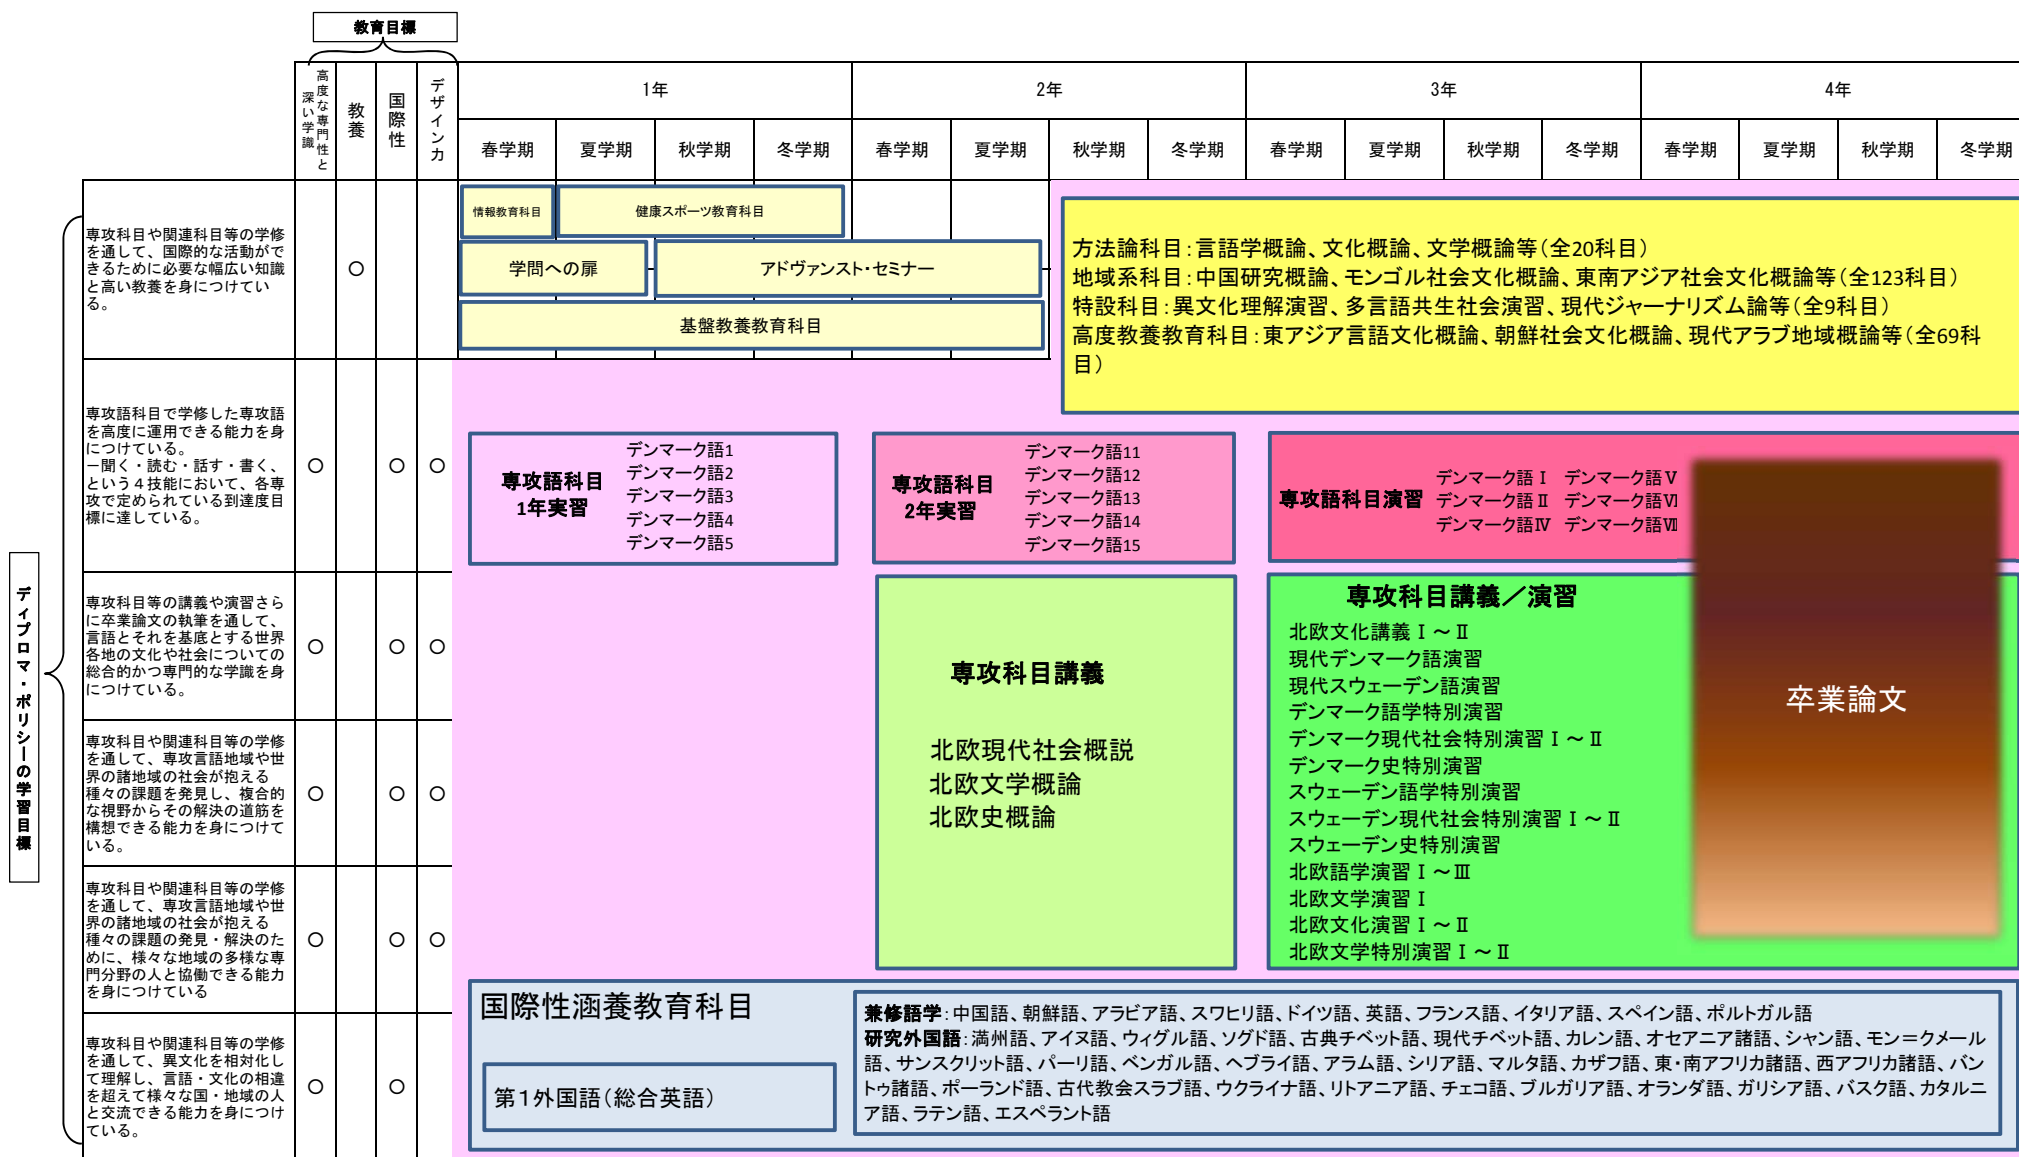 教育目標
高度な専門性と
深い学識
教養
国際性
デザイン力
1年
2年
3年
4年
春学期
夏学期
秋学期
冬学期
春学期
夏学期
秋学期
冬学期
春学期
夏学期
秋学期
冬学期
春学期
夏学期
秋学期
冬学期
ディプロマ・ポリシーの学習目標
専攻科目や関連科目等の学修
を通して、国際的な活動がで
きるために必要な幅広い知識
と高い教養を身につけてい
る。
○
情報教育科目
健康スポーツ教育科目
学問への扉
アドヴァンスト・セミナー
基盤教養教育科目
方法論科目：言語学概論、文化概論、文学概論等（全20科目）
地域系科目：中国研究概論、モンゴル社会文化概論、東南アジア社会文化概論等（全123科目）
特設科目：異文化理解演習、多言語共生社会演習、現代ジャーナリズム論等（全9科目）
高度教養教育科目：東アジア言語文化概論、朝鮮社会文化概論、現代アラブ地域概論等（全69科
目）
専攻語科目で学修した専攻語
を高度に運用できる能力を身
につけている。
－聞く・読む・話す・書く、
という４技能において、各専
攻で定められている到達度目
標に達している。
○ ○ ○
専攻語科目
1年実習
デンマーク語1
デンマーク語2
デンマーク語3
デンマーク語4
デンマーク語5
専攻語科目
2年実習
デンマーク語11
デンマーク語12
デンマーク語13
デンマーク語14
デンマーク語15
専攻語科目演習
デンマーク語Ⅰ デンマーク語Ⅴ
デンマーク語Ⅱ デンマーク語Ⅵ
デンマーク語Ⅳ デンマーク語Ⅶ
専攻科目等の講義や演習さら
に卒業論文の執筆を通して、
言語とそれを基底とする世界
各地の文化や社会についての
総合的かつ専門的な学識を身
につけている。
○ ○ ○
専攻科目や関連科目等の学修
を通して、専攻言語地域や世
界の諸地域の社会が抱える
種々の課題を発見し、複合的
な視野からその解決の道筋を
構想できる能力を身につけて
いる。
○ ○ ○
専攻科目や関連科目等の学修
を通して、専攻言語地域や世
界の諸地域の社会が抱える
種々の課題の発見・解決のた
めに、様々な地域の多様な専
門分野の人と協働できる能力
を身につけている
○ ○ ○
専攻科目講義
北欧現代社会概説
北欧文学概論
北欧史概論
専攻科目講義／演習
北欧文化講義Ⅰ～Ⅱ
現代デンマーク語演習
現代スウェーデン語演習
デンマーク語学特別演習
デンマーク現代社会特別演習Ⅰ～Ⅱ
デンマーク史特別演習
スウェーデン語学特別演習
スウェーデン現代社会特別演習Ⅰ～Ⅱ
スウェーデン史特別演習
北欧語学演習Ⅰ～Ⅲ
北欧文学演習Ⅰ
北欧文化演習Ⅰ～Ⅱ
北欧文学特別演習Ⅰ～Ⅱ
卒業論文
専攻科目や関連科目等の学修
を通して、異文化を相対化し
て理解し、言語・文化の相違
を超えて様々な国・地域の人
と交流できる能力を身につけ
ている。
○ ○
国際性涵養教育科目
第１外国語（総合英語）
兼修語学：中国語、朝鮮語、アラビア語、スワヒリ語、ドイツ語、英語、フランス語、イタリア語、スペイン語、ポルトガル語
研究外国語：満州語、アイヌ語、ウィグル語、ソグド語、古典チベット語、現代チベット語、カレン語、オセアニア諸語、シャン語、モン＝クメール
語、サンスクリット語、パーリ語、ベンガル語、ヘブライ語、アラム語、シリア語、マルタ語、カザフ語、東・南アフリカ諸語、西アフリカ諸語、バン
トゥ諸語、ポーランド語、古代教会スラブ語、ウクライナ語、リトアニア語、チェコ語、ブルガリア語、オランダ語、ガリシア語、バスク語、カタルニ
ア語、ラテン語、エスペラント語